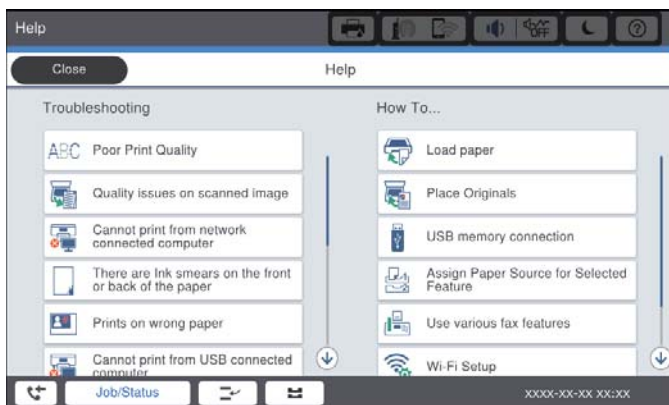 Help
OFF
Close
Help
Troubleshooting
How To...
ABC
Poor Print Quality
Load paper
Quality issues on scanned image
Place Originals
Cannot print from network
connected computer
USB memory connection
There are Ink smears on the front
or back of the paper
Assign Paper Source for Selected
Feature
Prints on wrong paper
Use various fax features
Cannot print from USB connected
computer
Wi-Fi Setup
Job/Status
XXXX-XX-XX XX:XX